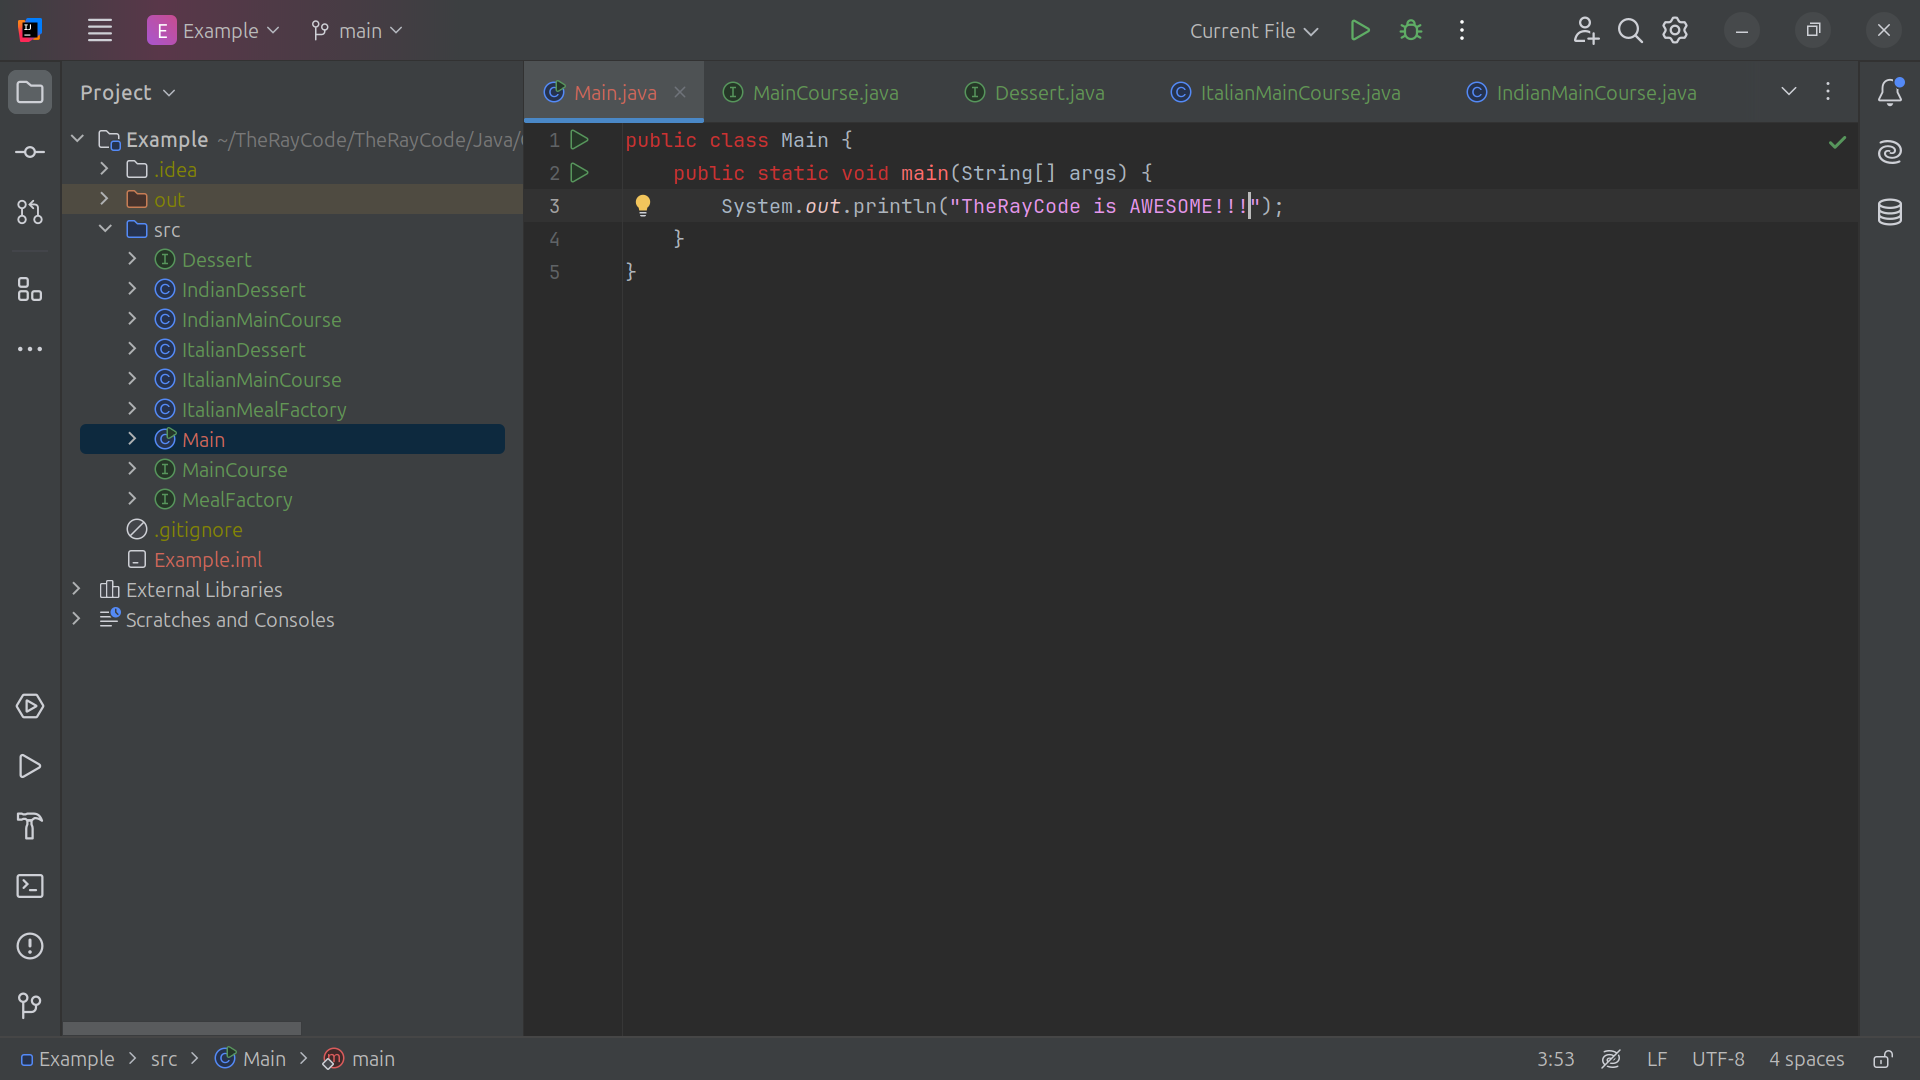 E Example main Current File
Project
Main.java MainCourse.java Dessert.java ItalianMainCourse.java IndianMainCourse.java
Example ~/TheRayCode/TheRayCode/Java/
.idea
out
src
Dessert
IndianDessert
IndianMainCourse
ItalianDessert
ItalianMainCourse
ItalianMealFactory
Main
MainCourse
MealFactory
.gitignore
Example.iml
External Libraries
Scratches and Consoles
1 public class Main {
2 public static void main(String[] args) {
3 System.out.println("TheRayCode is AWESOME!!!");
4 }
5 }
Example > src > Main > main 3:53 LF UTF-8 4 spaces